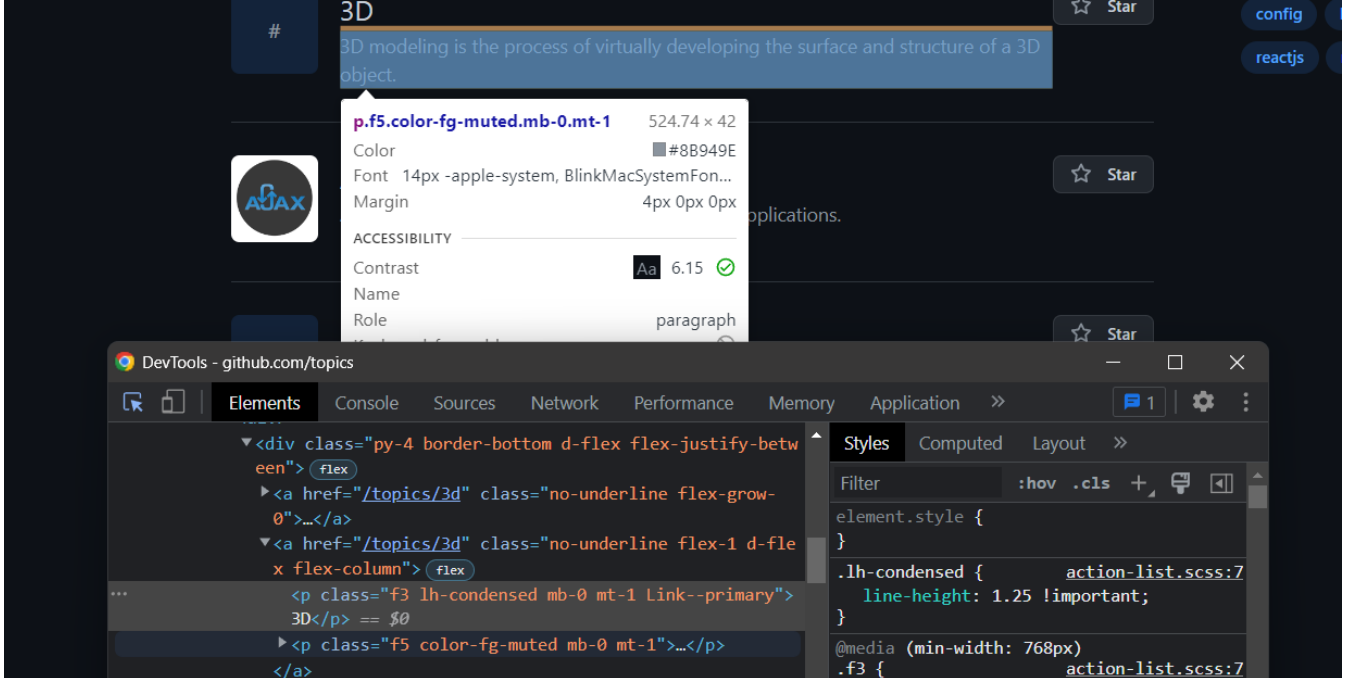 3D
Star
config
#
3D modeling is the process of virtually developing the surface and structure of a 3D
object.
reactjs
p.f5.color-fg-muted.mb-0.mt-1 524.74 × 42
Color #8B949E
Font 14px -apple-system, BlinkMacSystemFon...
Margin 4px 0px 0px
ACCESSIBILITY
Contrast Aa 6.15
Name
Role paragraph
AJAX
Star
pplications.
Star
DevTools - github.com/topics
Elements Console Sources Network Performance Memory Application » 1
<div class="py-4 border-bottom d-flex flex-justify-betw
een"> flex
<a href="/topics/3d" class="no-underline flex-grow-
0">…</a>
<a href="/topics/3d" class="no-underline flex-1 d-fle
x flex-column"> flex
<p class="f3 lh-condensed mb-0 mt-1 Link--primary">
3D</p> == $0
<p class="f5 color-fg-muted mb-0 mt-1">…</p>
</a>
Styles Computed Layout »
Filter :hov .cls +
element.style {
}
.lh-condensed { action-list.scss:7
line-height: 1.25 !important;
}
@media (min-width: 768px)
.f3 { action-list.scss:7